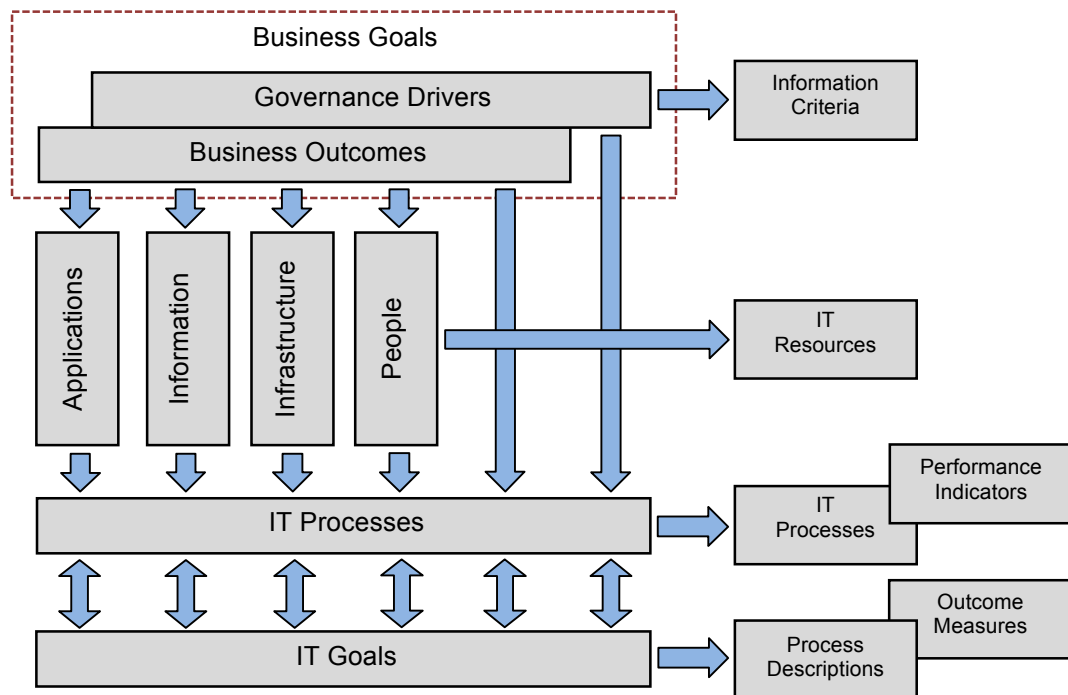 Business Goals
Governance Drivers
Business Outcomes
Information
Criteria
Applications
Information
Infrastructure
People
IT
Resources
IT Processes
IT
Processes
Performance
Indicators
IT Goals
Process
Descriptions
Outcome
Measures